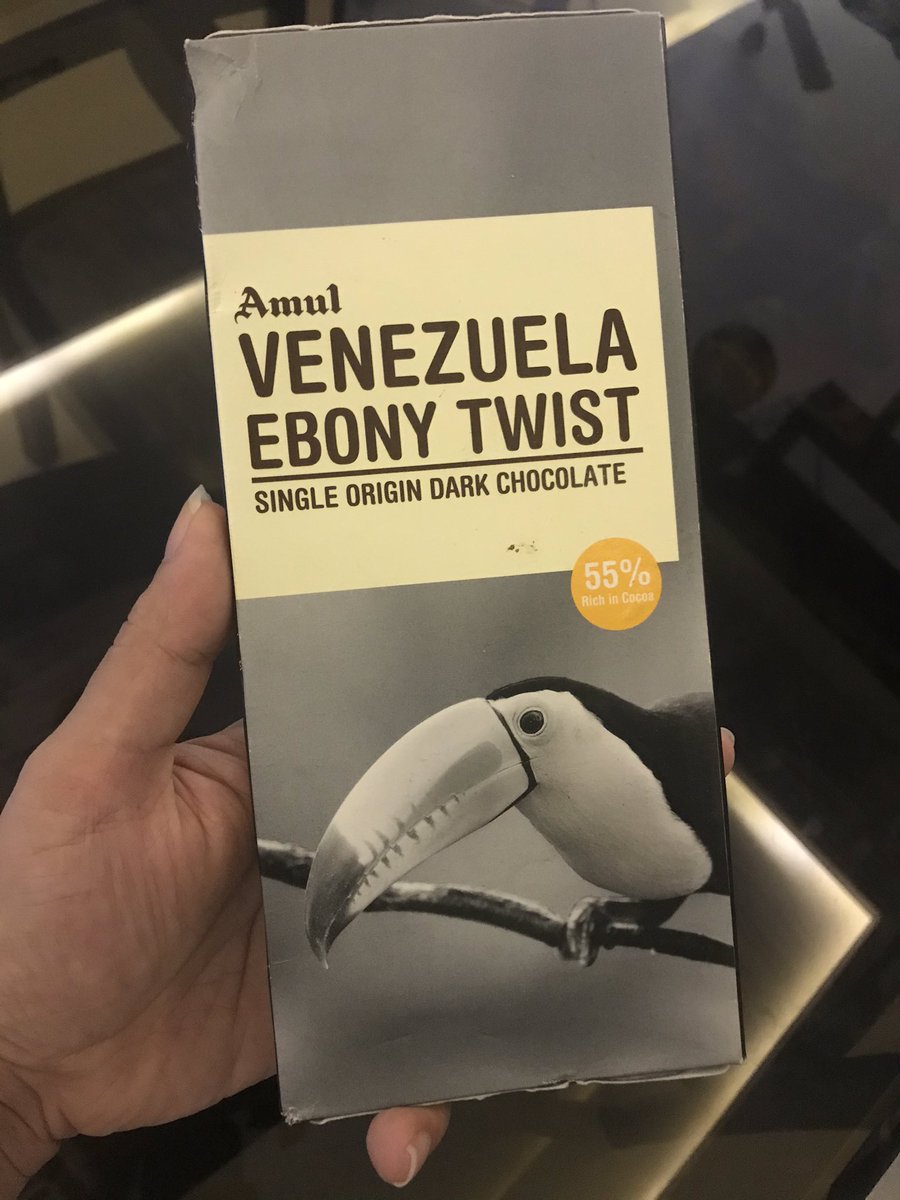 Amul
VENEZUELA
EBONY TWIST
SINGLE ORIGIN DARK CHOCOLATE
55%
Rich in Cocoa